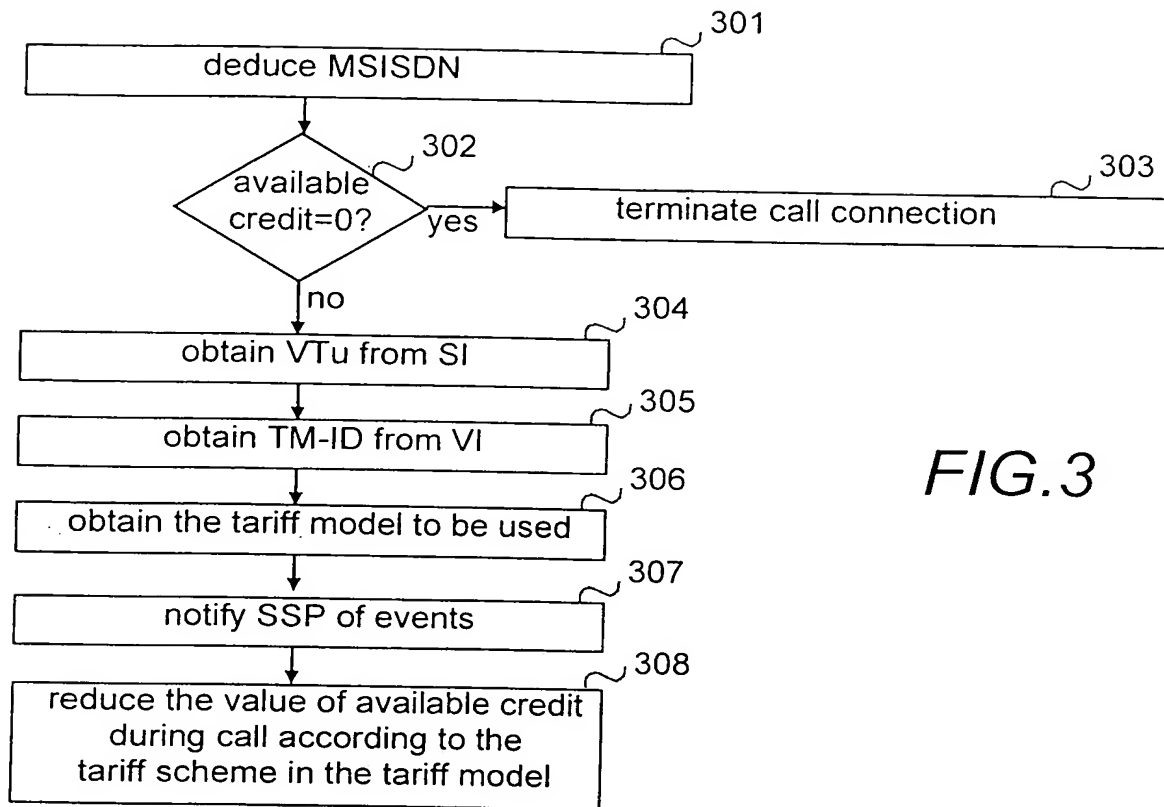 301
deduce MSISDN
302
available
credit=0?
yes
303
terminate call connection
no
304
obtain VTu from SI
305
obtain TM-ID from VI
306
obtain the tariff model to be used
FIG.3
307
notify SSP of events
308
reduce the value of available credit
during call according to the
tariff scheme in the tariff model